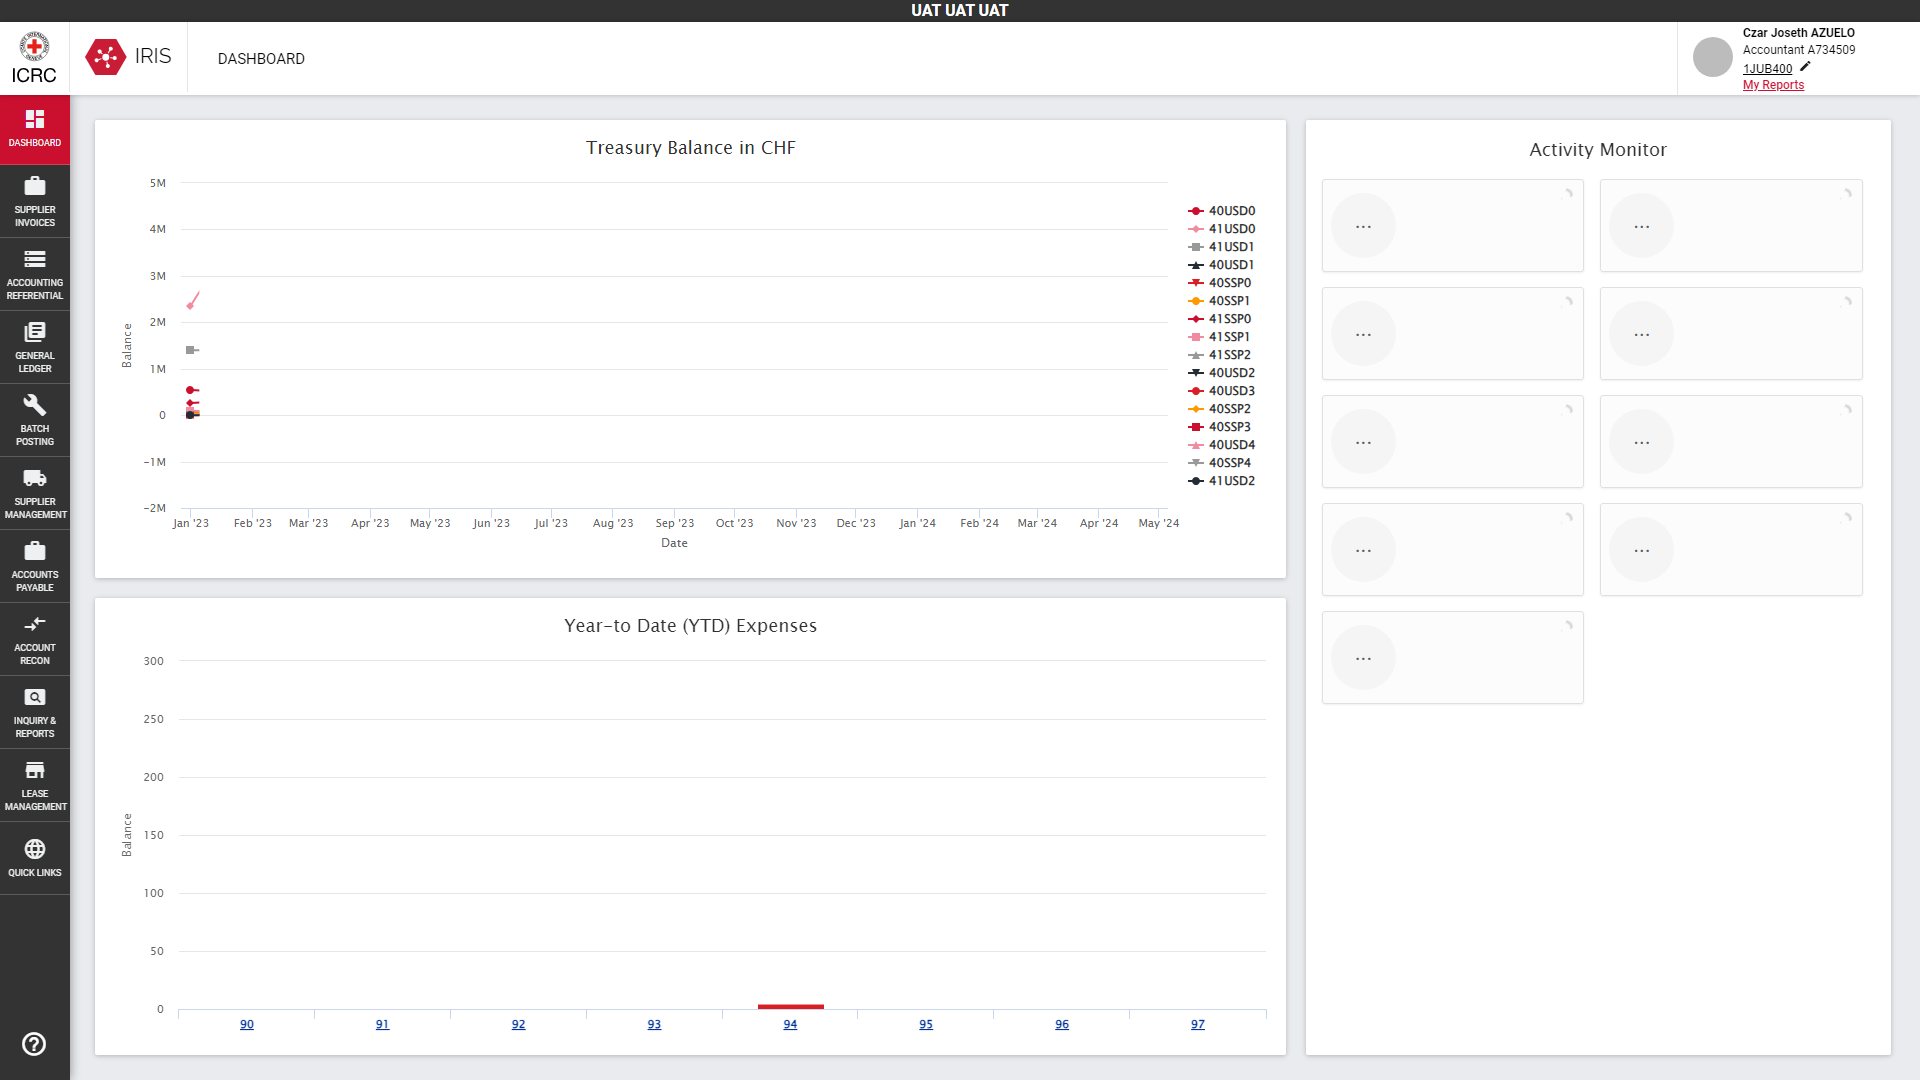 UAT UAT UAT
ICRC
IRIS
DASHBOARD
Czar Joseth AZUELO
Accountant A734509
1JUB400
My Reports
DASHBOARD
SUPPLIER
INVOICES
ACCOUNTING
REFERENTIAL
GENERAL
LEDGER
BATCH
POSTING
SUPPLIER
MANAGEMENT
ACCOUNTS
PAYABLE
ACCOUNT
RECON
INQUIRY &
REPORTS
LEASE
MANAGEMENT
QUICK LINKS
Treasury Balance in CHF
Balance
5M
4M
3M
2M
1M
0
-1M
-2M
Jan '23 Feb '23 Mar '23 Apr '23 May '23 Jun '23 Jul '23 Aug '23 Sep '23 Oct '23 Nov '23 Dec '23 Jan '24 Feb '24 Mar '24 Apr '24 May '24
Date
40USD0
41USD0
41USD1
40USD1
40SSP0
40SSP1
41SSP0
41SSP1
41SSP2
40USD2
40USD3
40SSP2
40SSP3
40USD4
40SSP4
41USD2
Year-to Date (YTD) Expenses
Balance
300
250
200
150
100
50
0
90 91 92 93 94 95 96 97
Activity Monitor
... ...
... ...
... ...
... ...
...